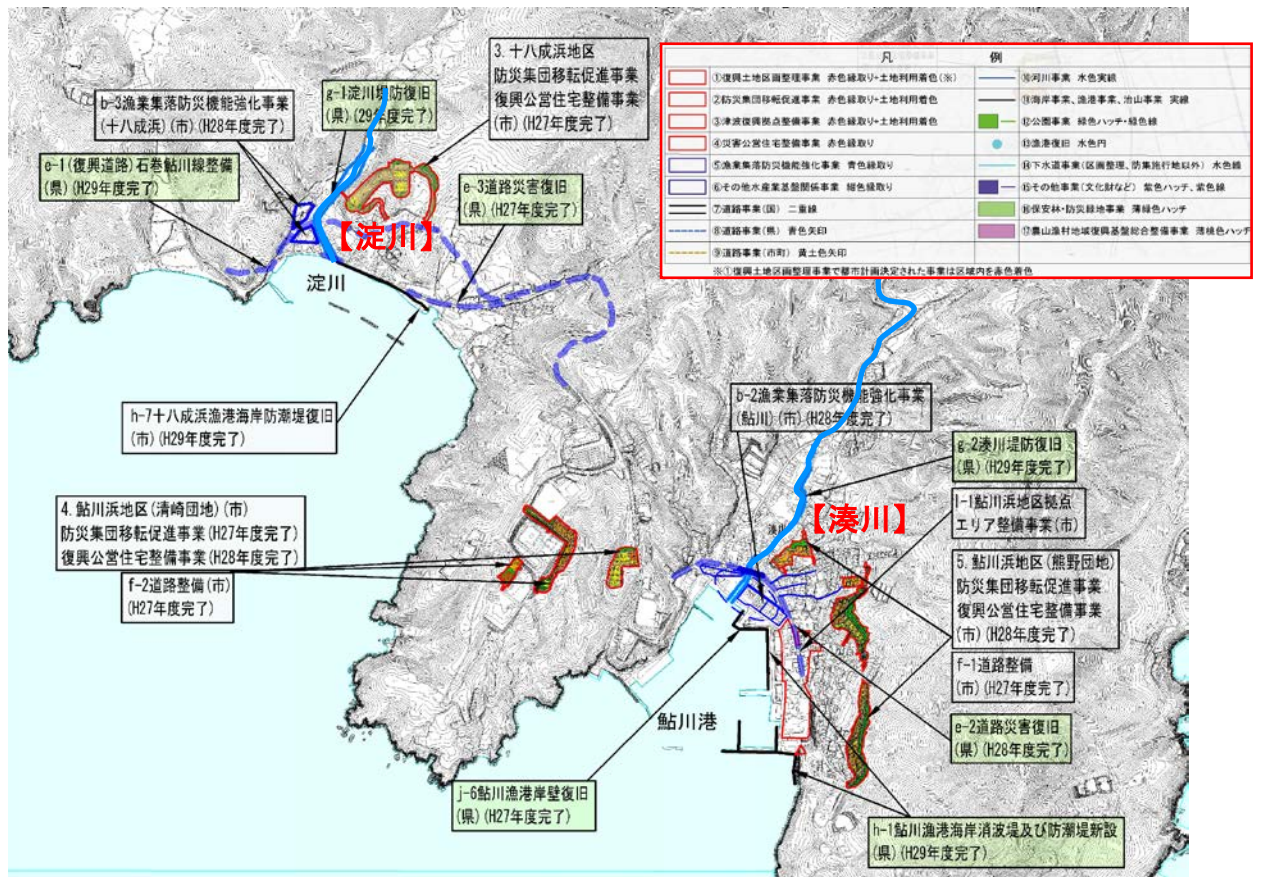 3. 十八成浜地区
防災集団移転促進事業
復興公営住宅整備事業
(市)(H27年度完了)
g-1淀川堤防復旧
(県)(29年度完了)
b-3漁業集落防災機能強化事業
(十八成浜)(市)(H28年度完了)
e-1(復興道路)石巻鮎川線整備
(県)(H29年度完了)
e-3道路災害復旧
(県)(H27年度完了)
【淀川】
淀川
h-7十八成浜漁港海岸防潮堤復旧
(市)(H29年度完了)
凡 例
①復興土地区画整理事業 赤色縁取り+土地利用着色(※)
②防災集団移転促進事業 赤色縁取り+土地利用着色
③津波復興拠点整備事業 赤色縁取り+土地利用着色
④災害公営住宅整備事業 赤色縁取り
⑤漁業集落防災機能強化事業 青色縁取り
⑥その他水産業基盤関係事業 紺色縁取り
⑦道路事業(国) 二重線
⑧道路事業(県) 青色矢印
⑨道路事業(市町) 黄土色矢印
⑩河川事業 水色実線
⑪海岸事業、漁港事業、治山事業 実線
⑫公園事業 緑色ハッチ・緑色線
⑬漁港復旧 水色円
⑭下水道事業(区画整理、防集施行地以外) 水色線
⑮その他事業(文化財など) 紫色ハッチ、紫色線
⑯保安林・防災緑地事業 薄緑色ハッチ
⑰農山漁村地域復興基盤総合整備事業 薄桃色ハッチ
※①復興土地区画整理事業で都市計画決定された事業は区域内を赤色着色
b-2漁業集落防災機能強化事業
(鮎川)(市)(H28年度完了)
g-2湊川堤防復旧
(県)(H29年度完了)
【湊川】
l-1鮎川浜地区拠点
エリア整備事業(市)
4. 鮎川浜地区(清崎団地)(市)
防災集団移転促進事業(H27年度完了)
復興公営住宅整備事業(H28年度完了)
f-2道路整備(市)
(H27年度完了)
5. 鮎川浜地区(熊野団地)
防災集団移転促進事業
復興公営住宅整備事業
(市)(H28年度完了)
f-1道路整備
(市)(H27年度完了)
e-2道路災害復旧
(県)(H28年度完了)
鮎川港
j-6鮎川漁港岸壁復旧
(県)(H27年度完了)
h-1鮎川漁港海岸消波堤及び防潮堤新設
(県)(H29年度完了)